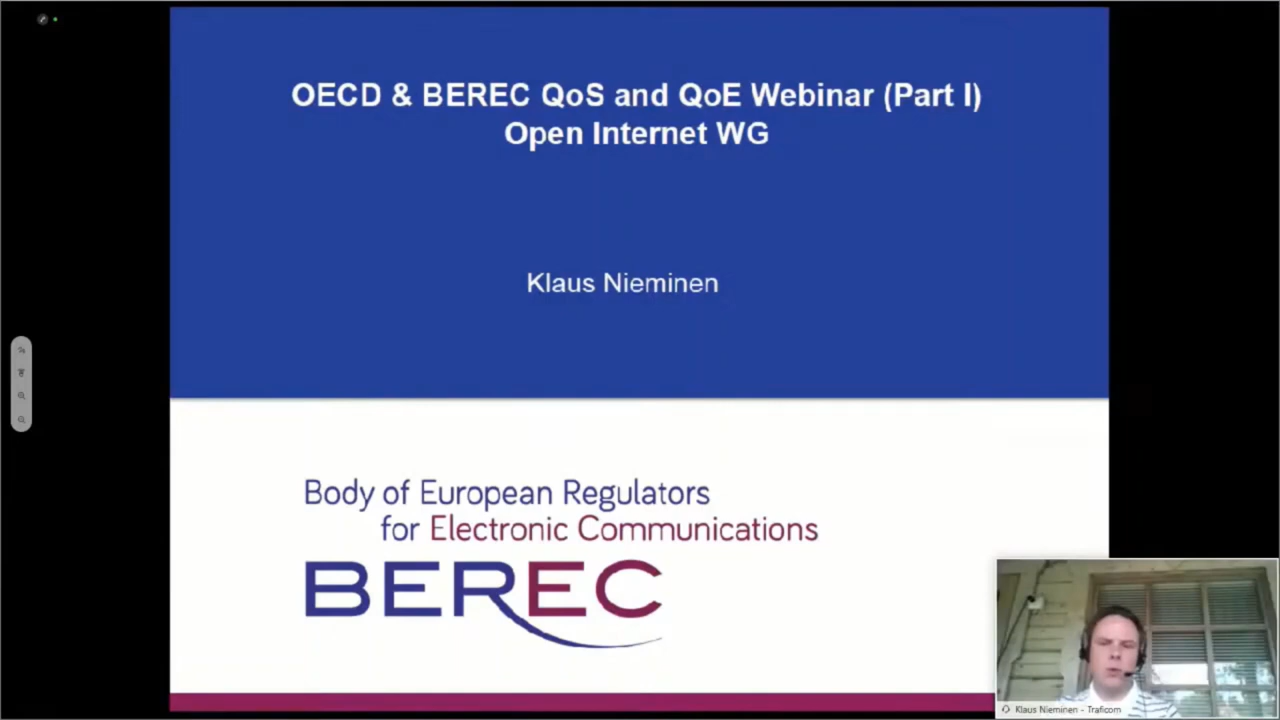 OECD & BEREC QoS and QoE Webinar (Part I)
Open Internet WG
Klaus Nieminen
Body of European Regulators
for Electronic Communications
BEREC
Klaus Nieminen - Traficom